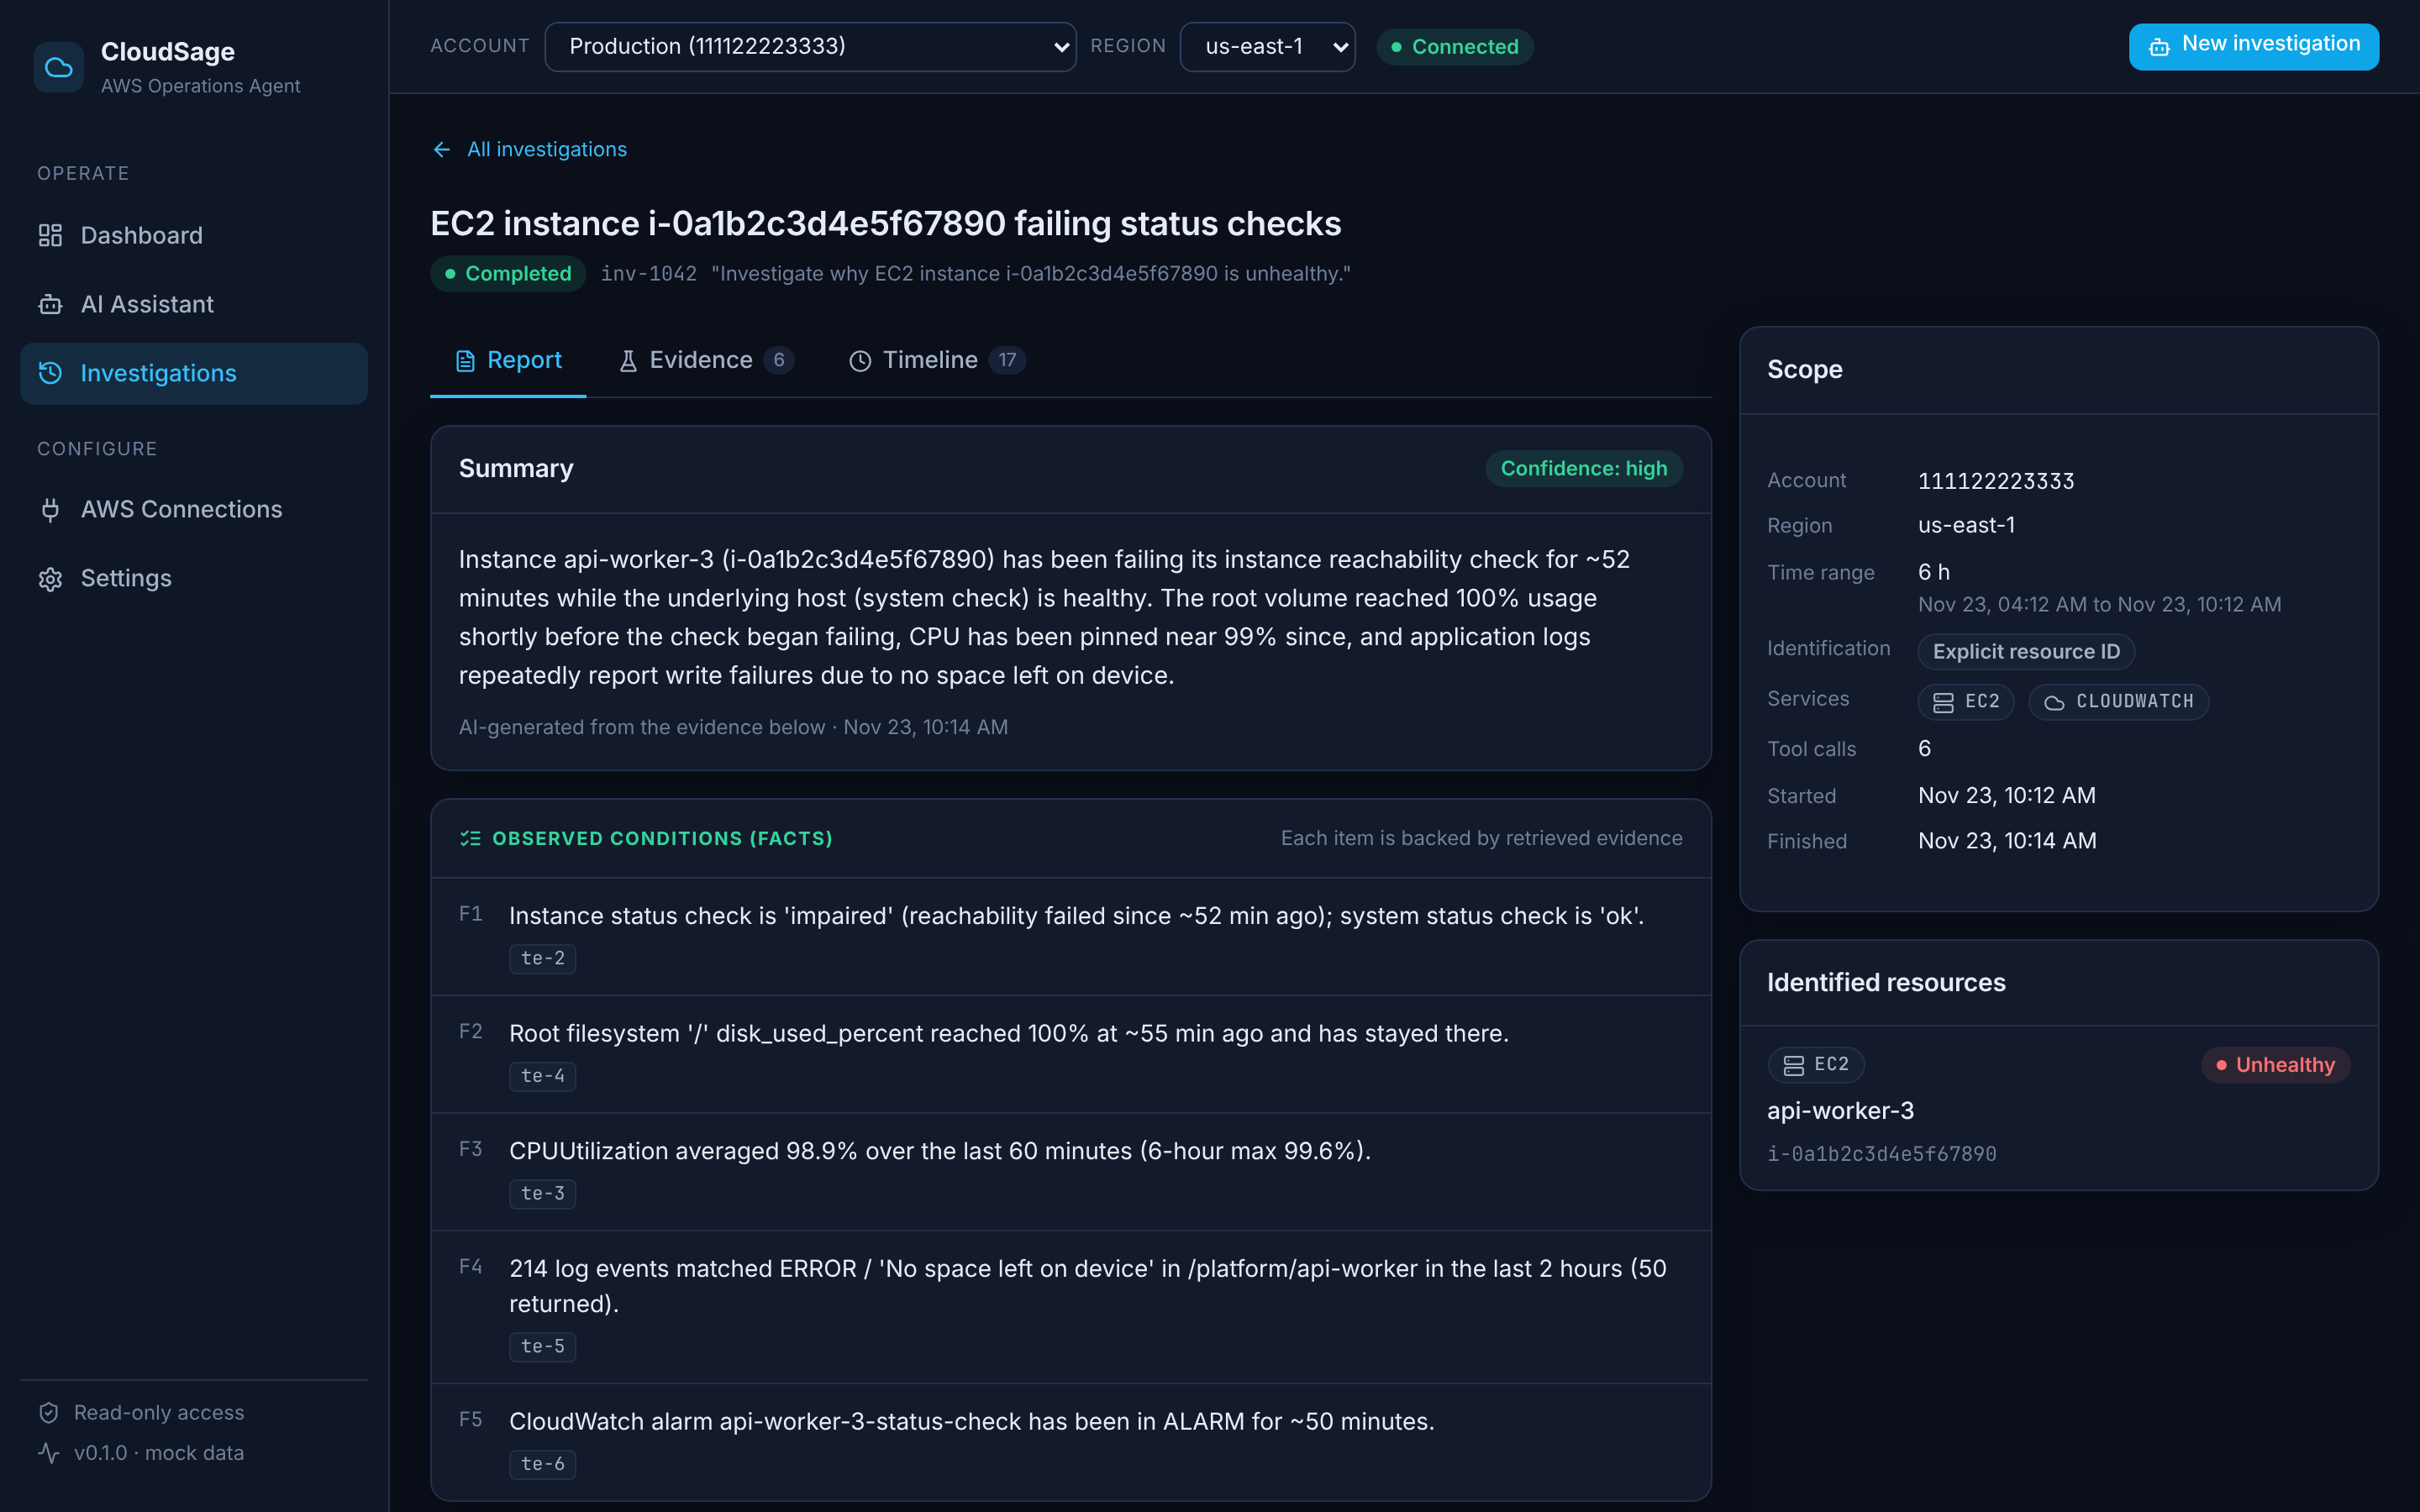 CloudSage
AWS Operations Agent
OPERATE
Dashboard
AI Assistant
Investigations
CONFIGURE
AWS Connections
Settings
Read-only access
v0.1.0 · mock data
ACCOUNT
Production (111122223333)
REGION
us-east-1
Connected
New investigation
All investigations
EC2 instance i-0a1b2c3d4e5f67890 failing status checks
Completed
inv-1042
"Investigate why EC2 instance i-0a1b2c3d4e5f67890 is unhealthy."
Report
Evidence 6
Timeline 17
Summary
Confidence: high
Instance api-worker-3 (i-0a1b2c3d4e5f67890) has been failing its instance reachability check for ~52
minutes while the underlying host (system check) is healthy. The root volume reached 100% usage
shortly before the check began failing, CPU has been pinned near 99% since, and application logs
repeatedly report write failures due to no space left on device.
AI-generated from the evidence below · Nov 23, 10:14 AM
OBSERVED CONDITIONS (FACTS)
Each item is backed by retrieved evidence
F1 Instance status check is 'impaired' (reachability failed since ~52 min ago); system status check is 'ok'.
te-2
F2 Root filesystem '/' disk_used_percent reached 100% at ~55 min ago and has stayed there.
te-4
F3 CPUUtilization averaged 98.9% over the last 60 minutes (6-hour max 99.6%).
te-3
F4 214 log events matched ERROR / 'No space left on device' in /platform/api-worker in the last 2 hours (50
returned).
te-5
F5 CloudWatch alarm api-worker-3-status-check has been in ALARM for ~50 minutes.
te-6
Scope
Account 111122223333
Region us-east-1
Time range 6 h
Nov 23, 04:12 AM to Nov 23, 10:12 AM
Identification Explicit resource ID
Services EC2 CLOUDWATCH
Tool calls 6
Started Nov 23, 10:12 AM
Finished Nov 23, 10:14 AM
Identified resources
EC2
Unhealthy
api-worker-3
i-0a1b2c3d4e5f67890